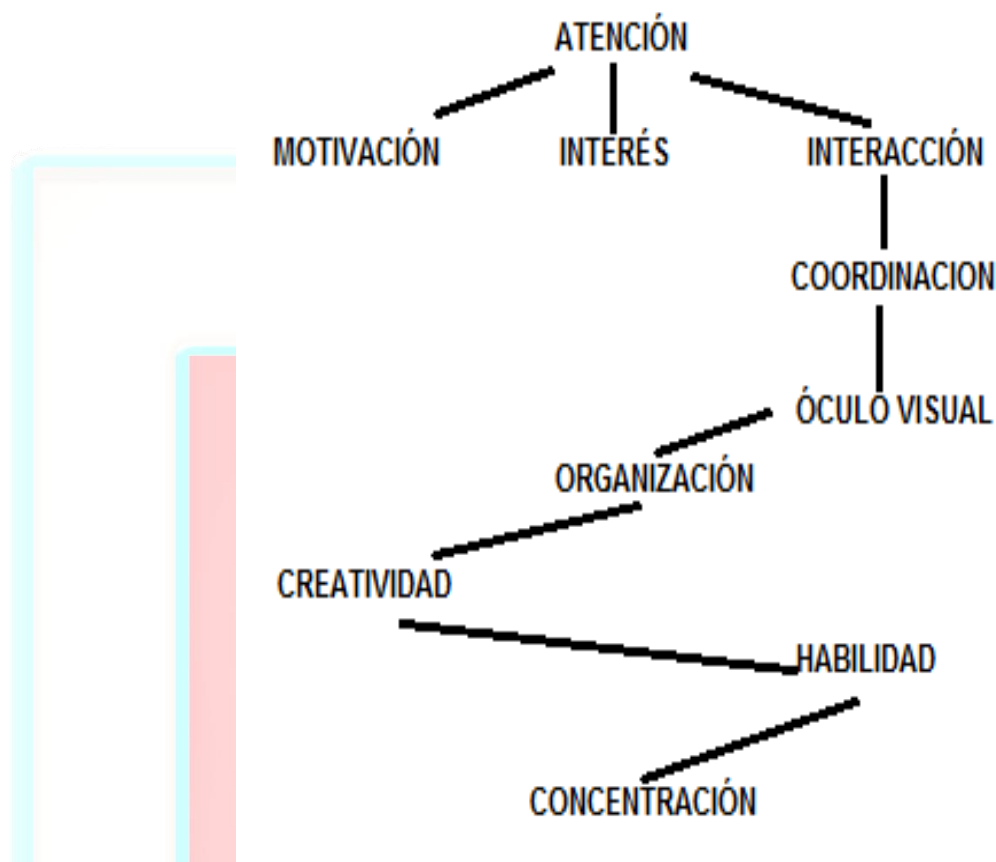 ATENCIÓN
MOTIVACIÓN INTERÉS INTERACCIÓN
COORDINACION
ÓCULO VISUAL
ORGANIZACIÓN
CREATIVIDAD
HABILIDAD
CONCENTRACIÓN